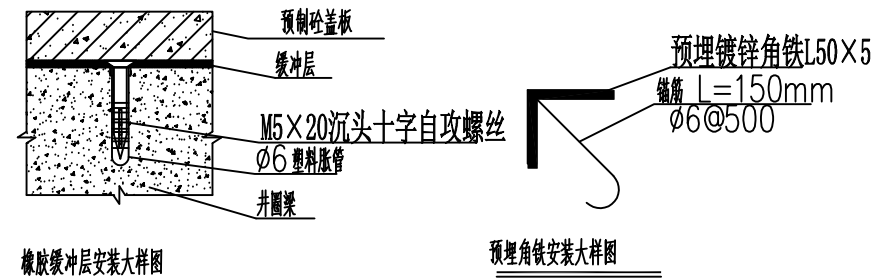 预制砼盖板
缓冲层
M5×20沉头十字自攻螺丝
Ø6塑料胀管
井圈梁
橡胶缓冲层安装大样图
预埋镀锌角铁L50×5
锚筋 L=150mm
Ø6@500
预埋角铁安装大样图